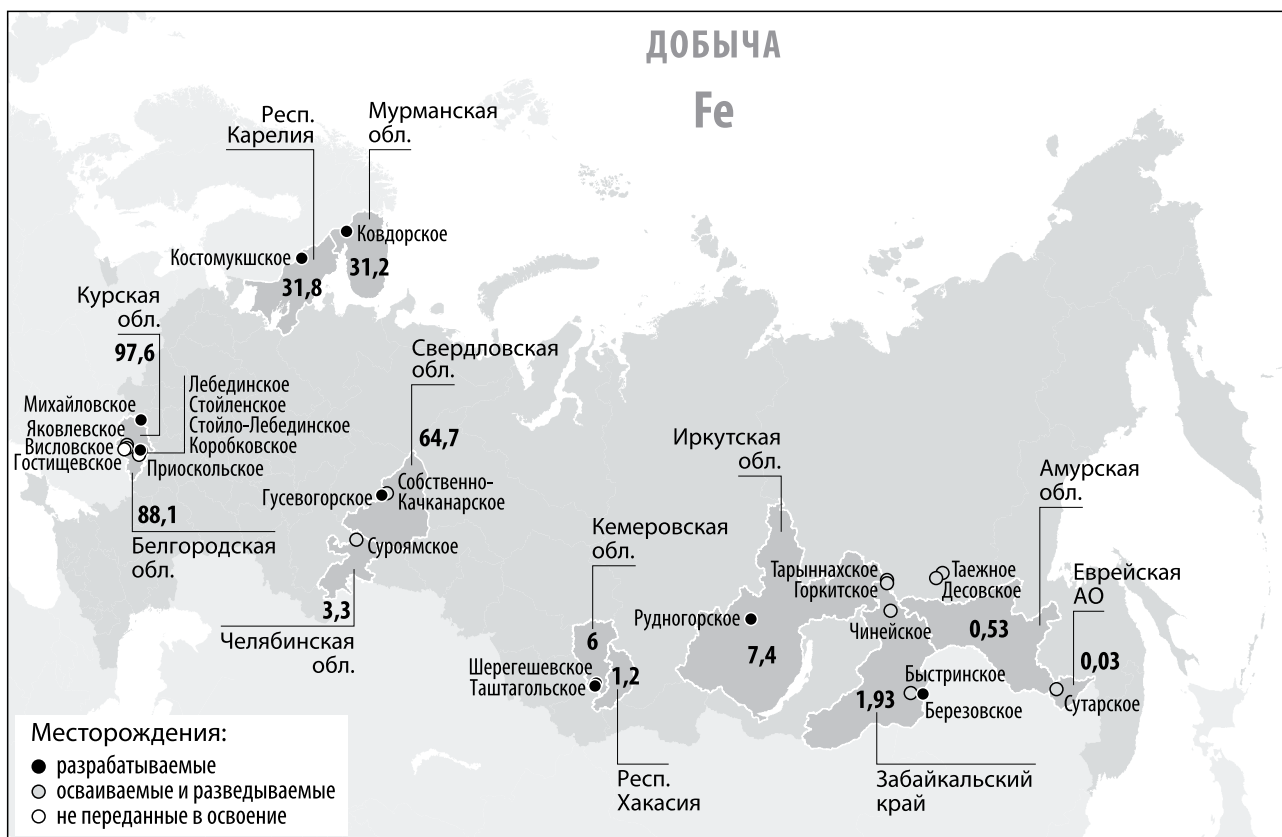 ДОБЫЧА
Fe
Респ.
Карелия
Мурманская
обл.
Ковдорское
Костомукшское
31,2
31,8
Курская
обл.
97,6
Свердловская
обл.
64,7
Лебединское
Стойленское
Стойло-Лебединское
Коробковское
Михайловское
Яковлевское
Висловское
Гостищевское
Приоскольское
88,1
Белгородская
обл.
Гусевогорское
Собственно-
Качканарское
Суроямское
3,3
Челябинская
обл.
Кемеровская
обл.
6
Шерегешевское
Таштагольское
1,2
Респ.
Хакасия
Иркутская
обл.
Рудногорское
7,4
Тарыннахское
Горкитское
Чинейское
Таежное
Десовское
Амурская
обл.
0,53
Еврейская
АО
0,03
Сутарское
Быстринское
Березовское
1,93
Забайкальский
край
Месторождения:
разрабатываемые
осваиваемые и разведываемые
не переданные в освоение